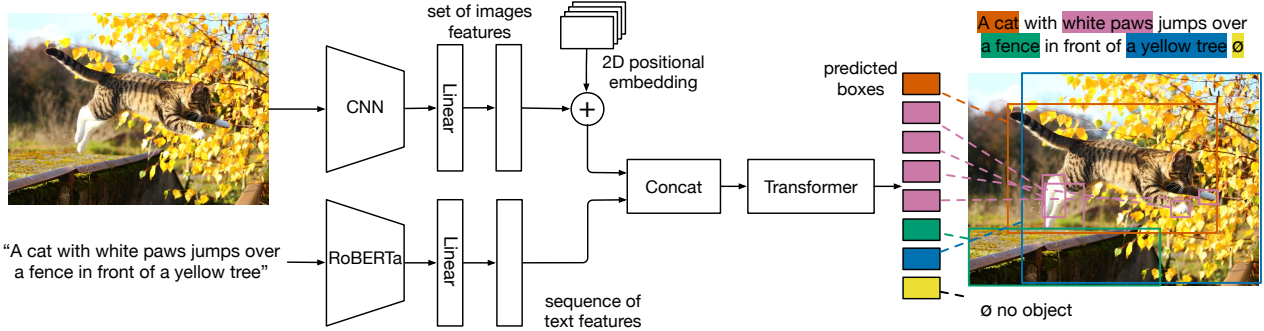 "A cat with white paws jumps over
a fence in front of a yellow tree"
CNN
RoBERTa
Linear
Linear
set of images
features
2D positional
embedding
+
sequence of
text features
Concat
Transformer
predicted
boxes
A cat with white paws jumps over
a fence in front of a yellow tree ø
ø no object